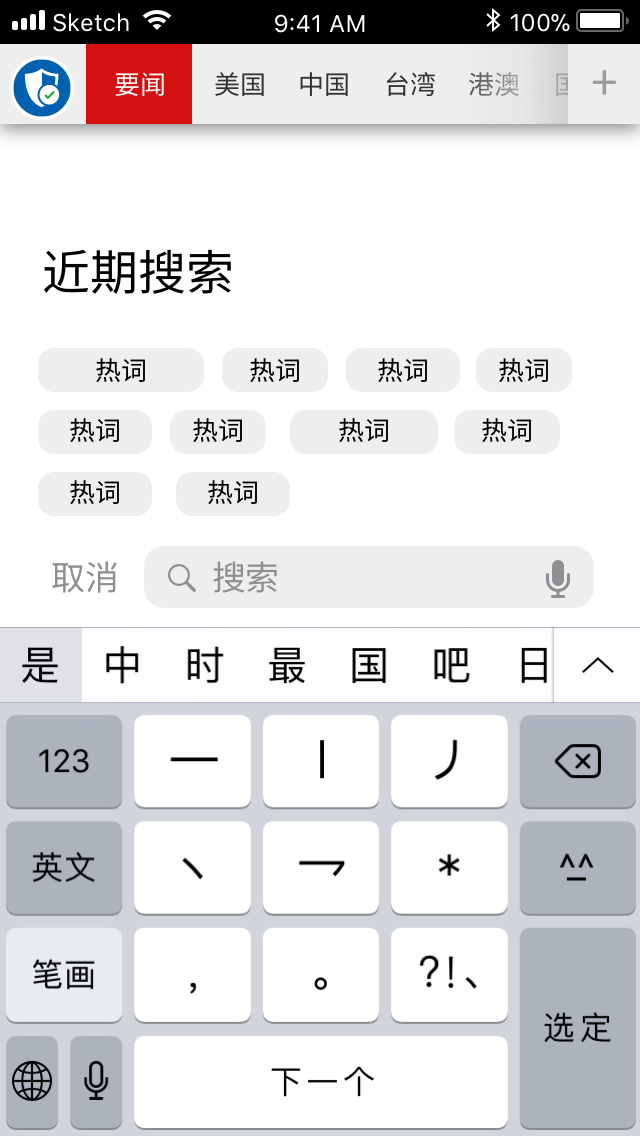 Sketch 9:41 AM 100%
要闻 美国 中国 台湾 港澳
近期搜索
热词 热词 热词 热词
热词 热词 热词 热词
热词 热词
取消 搜索
是 中 时 最 国 吧 日
123 一 丨 丿
英文 丶 乛 * ^^
笔画 , 。 ?!、
选定
下一个